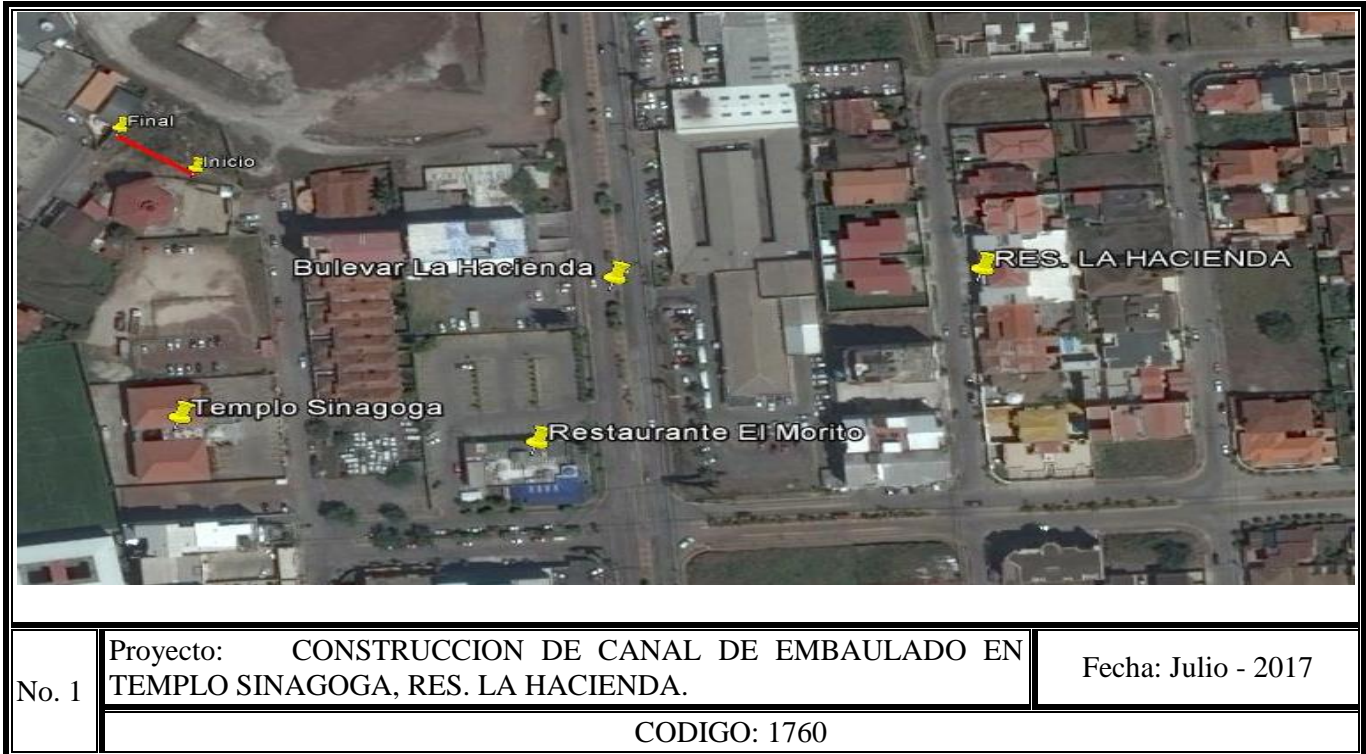 Final
Inicio
Bulevar La Hacienda
RES. LA HACIENDA
Templo Sinagoga
Restaurante El Morito
No. 1
Proyecto: CONSTRUCCION DE CANAL DE EMBAULADO EN
TEMPLO SINAGOGA, RES. LA HACIENDA.
Fecha: Julio - 2017
CODIGO: 1760